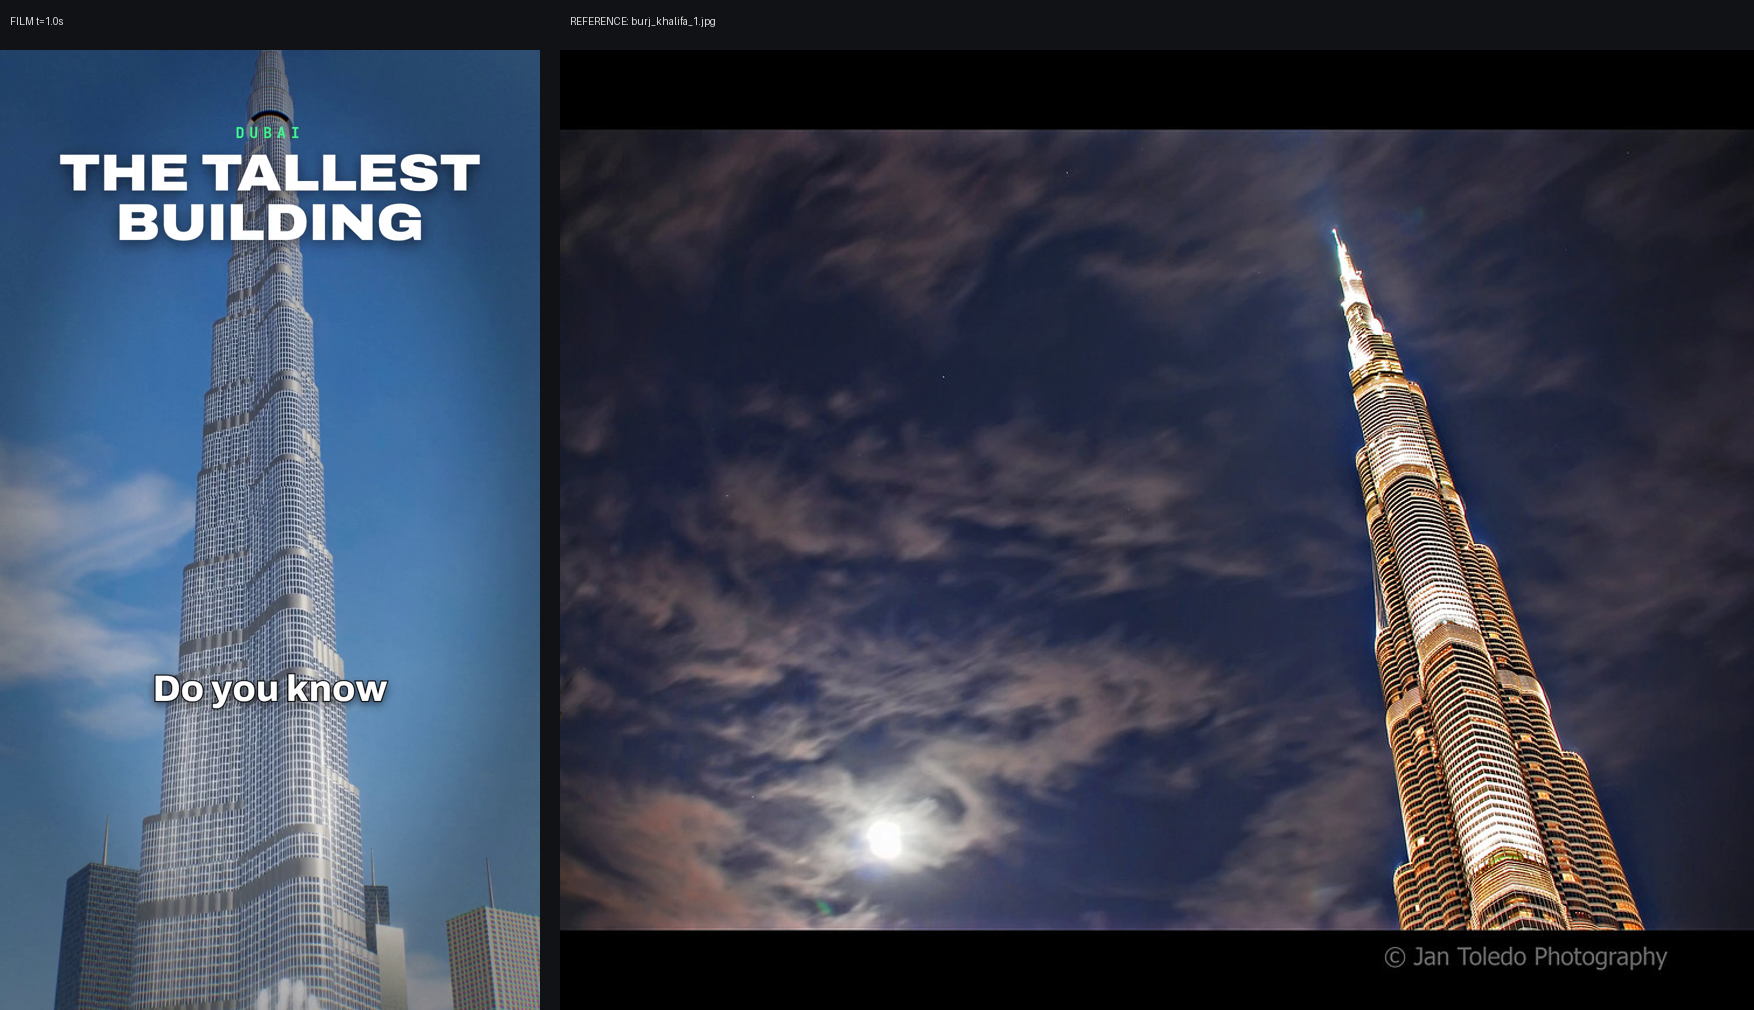 FILM t=1.0s
REFERENCE: burj_khalifa_1.jpg
DUBAI
THE TALLEST
BUILDING
Do you know
© Jan Toledo Photography